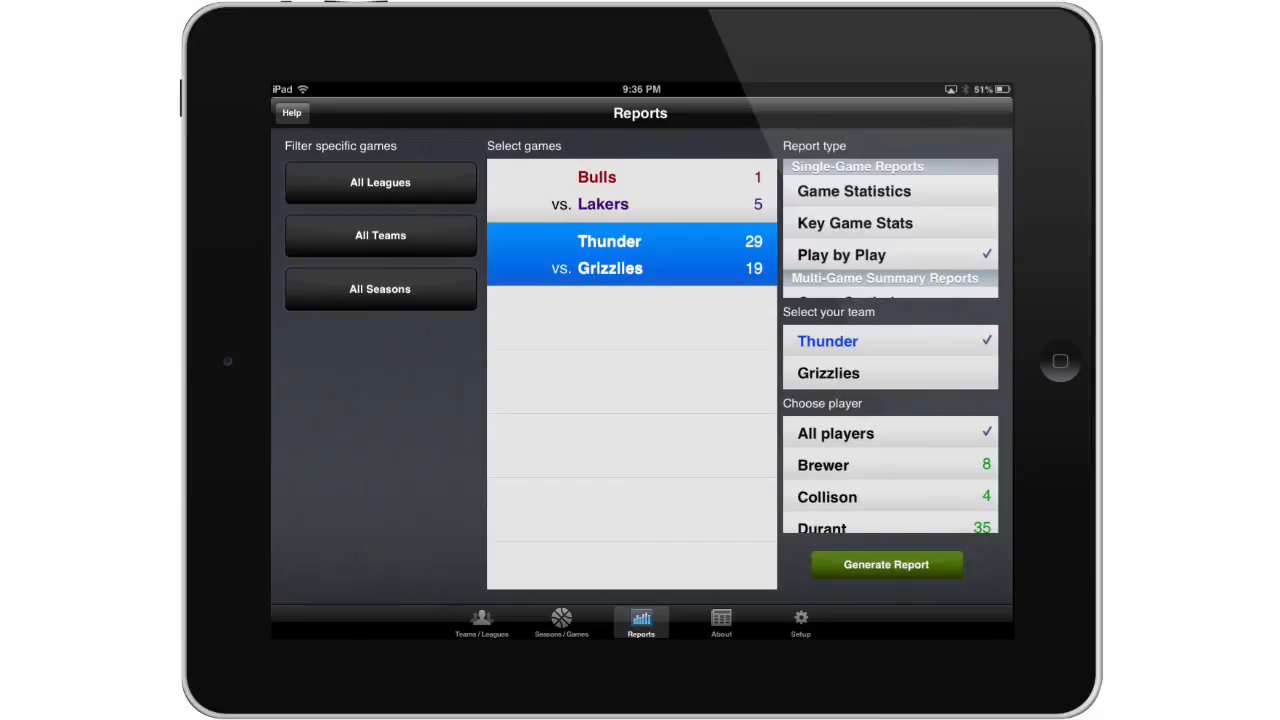 iPad
9:36 PM
51%
Help
Reports
Filter specific games
All Leagues
All Teams
All Seasons
Select games
Bulls 1
vs. Lakers 5
Thunder 29
vs. Grizzlies 19
Report type
Single-Game Reports
Game Statistics
Key Game Stats
Play by Play
Multi-Game Summary Reports
Select your team
Thunder
Grizzlies
Choose player
All players
Brewer 8
Collison 4
Durant 35
Generate Report
Teams / Leagues
Seasons / Games
Reports
About
Setup